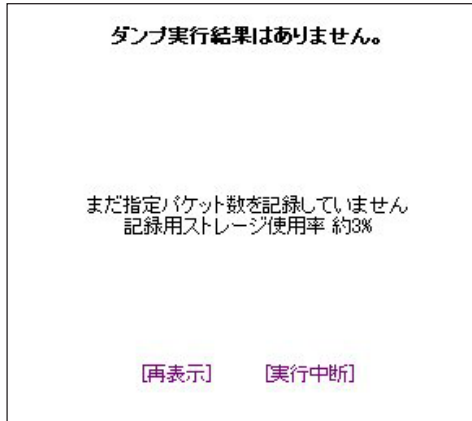 ダンプ実行結果はありません。
まだ指定パケット数を記録していません
記録用ストレージ使用率 約3%
[再表示] [実行中断]